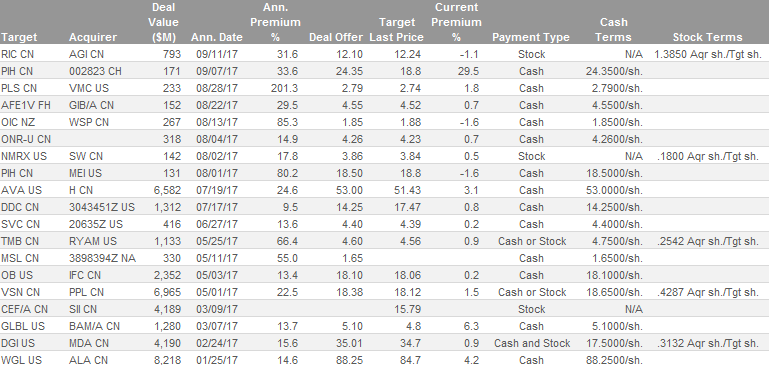 Target Acquirer Deal Value ($M) Ann. Date Ann. Premium % Deal Offer Target Last Price Current Premium % Payment Type Cash Terms Stock Terms
RIC CN AGI CN 793 09/11/17 31.6 12.10 12.24 -1.1 Stock N/A 1.3850 Aqr sh./Tgt sh.
PIH CN 002823 CH 171 09/07/17 33.6 24.35 18.8 29.5 Cash 24.3500/sh.
PLS CN VMC US 233 08/28/17 201.3 2.79 2.74 1.8 Cash 2.7900/sh.
AFE1V FH GIB/A CN 152 08/22/17 29.5 4.55 4.52 0.7 Cash 4.5500/sh.
OIC NZ WSP CN 267 08/13/17 85.3 1.85 1.88 -1.6 Cash 1.8500/sh.
ONR-U CN 318 08/04/17 14.9 4.26 4.23 0.7 Cash 4.2600/sh.
NMRX US SW CN 142 08/02/17 17.8 3.86 3.84 0.5 Stock N/A .1800 Aqr sh./Tgt sh.
PIH CN MEI US 131 08/01/17 80.2 18.50 18.8 -1.6 Cash 18.5000/sh.
AVA US H CN 6,582 07/19/17 24.6 53.00 51.43 3.1 Cash 53.0000/sh.
DDC CN 3043451Z US 1,312 07/17/17 9.5 14.25 17.47 0.8 Cash 14.2500/sh.
SVC CN 20635Z US 416 06/27/17 13.6 4.40 4.39 0.2 Cash 4.4000/sh.
TMB CN RYAM US 1,133 05/25/17 66.4 4.60 4.56 0.9 Cash or Stock 4.7500/sh. .2542 Aqr sh./Tgt sh.
MSL CN 3898394Z NA 330 05/11/17 55.0 1.65 Cash 1.6500/sh.
OB US IFC CN 2,352 05/03/17 13.4 18.10 18.06 0.2 Cash 18.1000/sh.
VSN CN PPL CN 6,965 05/01/17 22.5 18.38 18.12 1.5 Cash or Stock 18.6500/sh. .4287 Aqr sh./Tgt sh.
CEF/A CN SII CN 4,189 03/09/17 15.79 Stock N/A
GLBL US BAM/A CN 1,280 03/07/17 13.7 5.10 4.8 6.3 Cash 5.1000/sh.
DGI US MDA CN 4,190 02/24/17 15.6 35.01 34.7 0.9 Cash and Stock 17.5000/sh. .3132 Aqr sh./Tgt sh.
WGL US ALA CN 8,218 01/25/17 14.6 88.25 84.7 4.2 Cash 88.2500/sh.